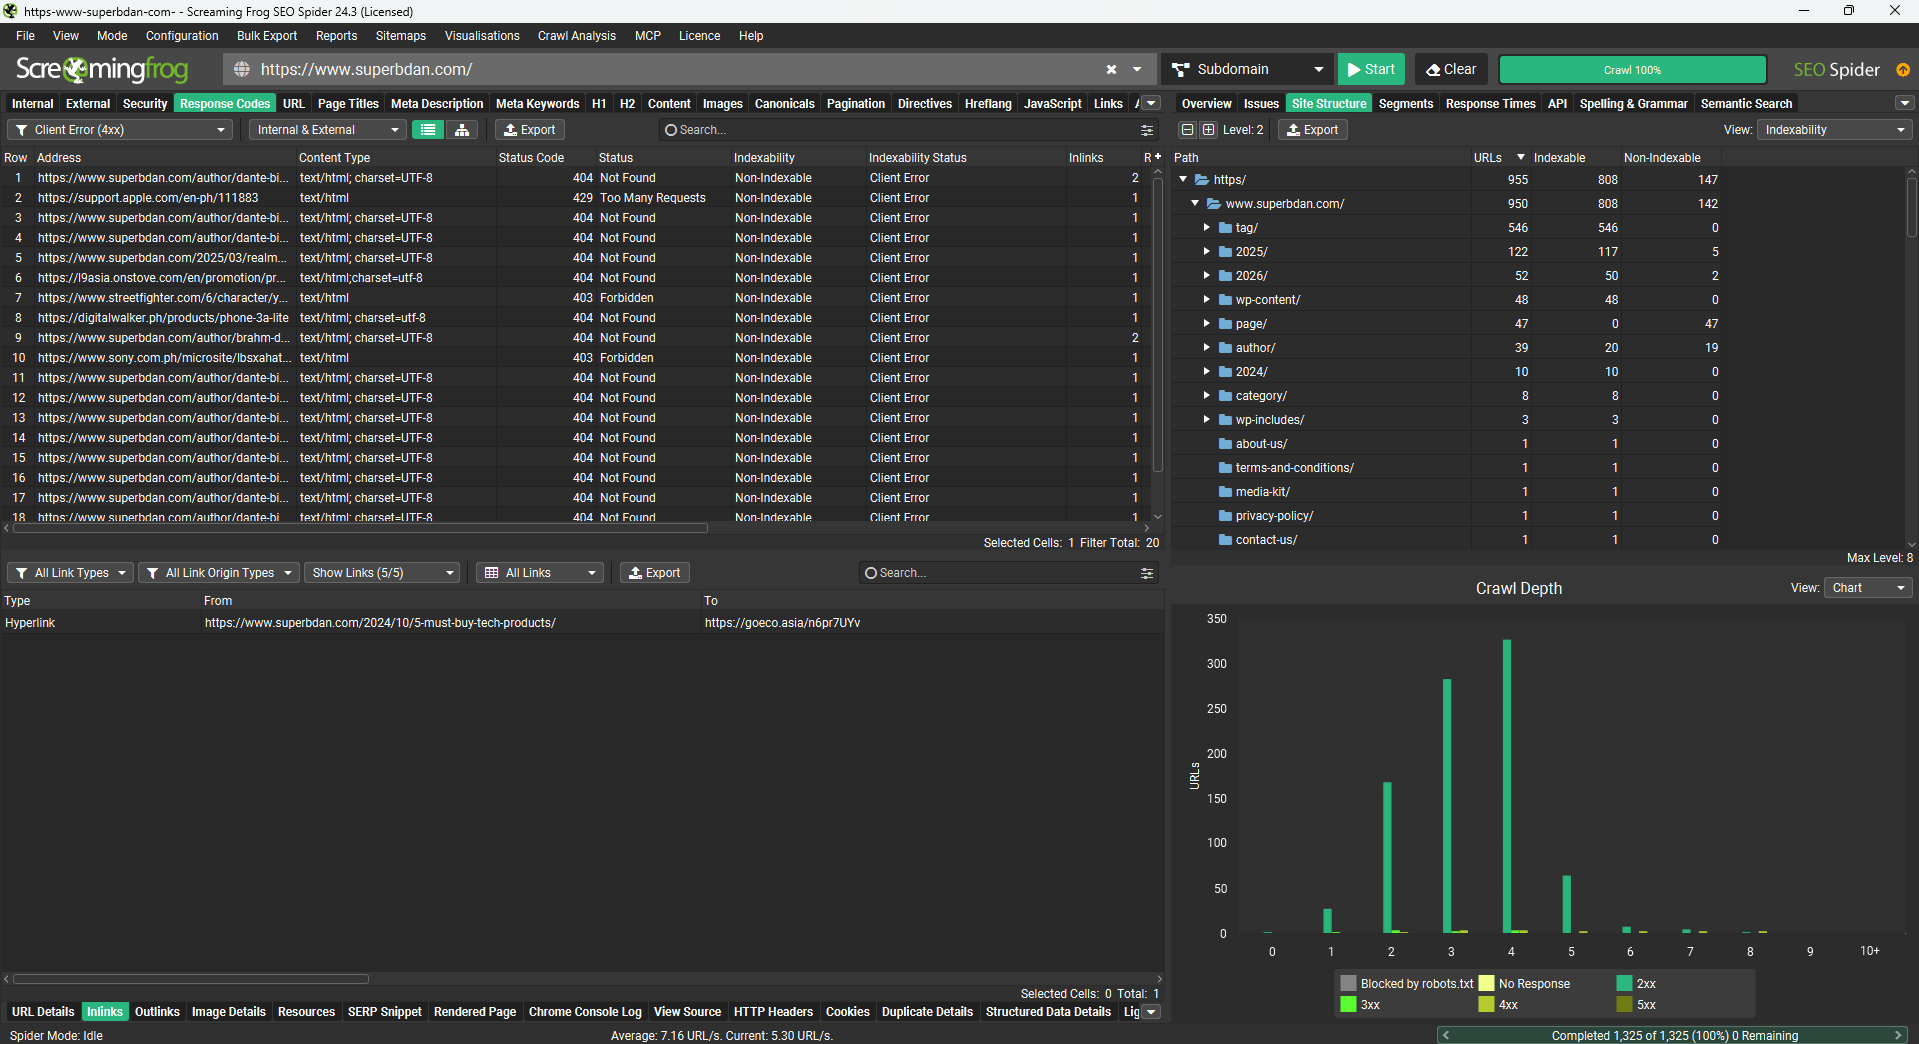 https-www-superbdan-com- - Screaming Frog SEO Spider 24.3 (Licensed)
File View Mode Configuration Bulk Export Reports Sitemaps Visualisations Crawl Analysis MCP Licence Help
Screamingfrog https://www.superbdan.com/ Subdomain Start Clear Crawl 100% SEO Spider
Internal External Security Response Codes URL Page Titles Meta Description Meta Keywords H1 H2 Content Images Canonicals Pagination Directives Hreflang JavaScript Links
Client Error (4xx) Internal & External Export Search...
Row Address Content Type Status Code Status Indexability Indexability Status Inlinks R
1 https://www.superbdan.com/author/dante-bi... text/html; charset=UTF-8 404 Not Found Non-Indexable Client Error 2
2 https://support.apple.com/en-ph/111883 text/html 429 Too Many Requests Non-Indexable Client Error 1
3 https://www.superbdan.com/author/dante-bi... text/html; charset=UTF-8 404 Not Found Non-Indexable Client Error 1
4 https://www.superbdan.com/author/dante-bi... text/html; charset=UTF-8 404 Not Found Non-Indexable Client Error 1
5 https://www.superbdan.com/2025/03/realm... text/html; charset=UTF-8 404 Not Found Non-Indexable Client Error 1
6 https://l9asia.onstove.com/en/promotion/pr... text/html;charset=utf-8 404 Not Found Non-Indexable Client Error 1
7 https://www.streetfighter.com/6/character/y... text/html 403 Forbidden Non-Indexable Client Error 1
8 https://digitalwalker.ph/products/phone-3a-lite text/html; charset=utf-8 404 Not Found Non-Indexable Client Error 1
9 https://www.superbdan.com/author/brahm-d... text/html; charset=UTF-8 404 Not Found Non-Indexable Client Error 2
10 https://www.sony.com.ph/microsite/lbsxahat... text/html 403 Forbidden Non-Indexable Client Error 1
11 https://www.superbdan.com/author/dante-bi... text/html; charset=UTF-8 404 Not Found Non-Indexable Client Error 1
12 https://www.superbdan.com/author/dante-bi... text/html; charset=UTF-8 404 Not Found Non-Indexable Client Error 1
13 https://www.superbdan.com/author/dante-bi... text/html; charset=UTF-8 404 Not Found Non-Indexable Client Error 1
14 https://www.superbdan.com/author/dante-bi... text/html; charset=UTF-8 404 Not Found Non-Indexable Client Error 1
15 https://www.superbdan.com/author/dante-bi... text/html; charset=UTF-8 404 Not Found Non-Indexable Client Error 1
16 https://www.superbdan.com/author/dante-bi... text/html; charset=UTF-8 404 Not Found Non-Indexable Client Error 1
17 https://www.superbdan.com/author/dante-bi... text/html; charset=UTF-8 404 Not Found Non-Indexable Client Error 1
18 https://www.superbdan.com/author/dante-bi text/html; charset=UTF-8 404 Not Found Non-Indexable Client Error 1
Selected Cells: 1 Filter Total: 20
All Link Types All Link Origin Types Show Links (5/5) All Links Export Search...
Type From To
Hyperlink https://www.superbdan.com/2024/10/5-must-buy-tech-products/ https://goeco.asia/n6pr7UYv
Selected Cells: 0 Total: 1
URL Details Inlinks Outlinks Image Details Resources SERP Snippet Rendered Page Chrome Console Log View Source HTTP Headers Cookies Duplicate Details Structured Data Details Lig
Spider Mode: Idle Average: 7.16 URL/s. Current: 5.30 URL/s. Completed 1,325 of 1,325 (100%) 0 Remaining
Overview Issues Site Structure Segments Response Times API Spelling & Grammar Semantic Search
Level: 2 Export View: Indexability
Path URLs Indexable Non-Indexable
https/ 955 808 147
www.superbdan.com/ 950 808 142
tag/ 546 546 0
2025/ 122 117 5
2026/ 52 50 2
wp-content/ 48 48 0
page/ 47 0 47
author/ 39 20 19
2024/ 10 10 0
category/ 8 8 0
wp-includes/ 3 3 0
about-us/ 1 1 0
terms-and-conditions/ 1 1 0
media-kit/ 1 1 0
privacy-policy/ 1 1 0
contact-us/ 1 1 0
Max Level: 8
Crawl Depth View: Chart
350
300
250
200
150
100
50
0
URLs
0 1 2 3 4 5 6 7 8 9 10+
Blocked by robots.txt No Response 2xx
3xx 4xx 5xx